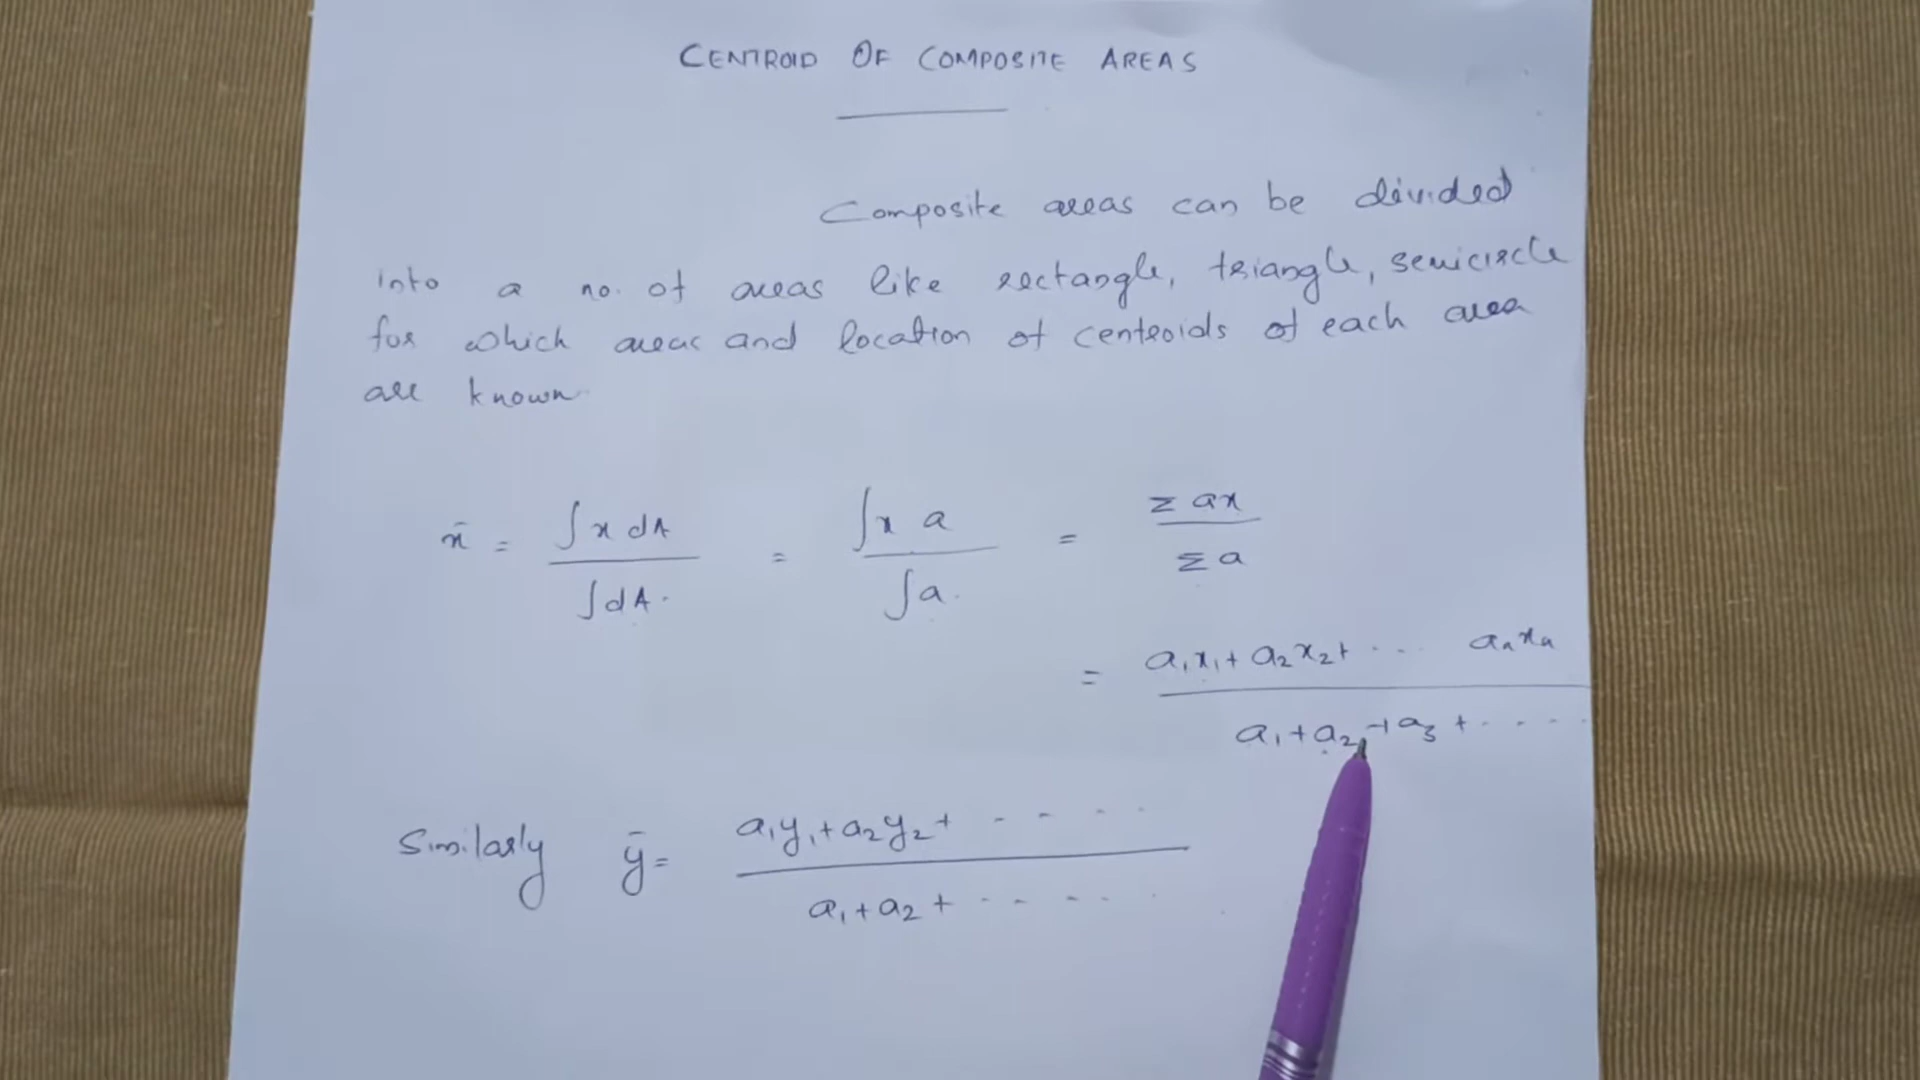 CENTROID OF COMPOSITE AREAS
Composite areas can be divided
into a no. of areas like rectangle, triangle, semicircle
for which areas and location of centroids of each area
are known.
x̄ = ∫x dA / ∫dA. = ∫x a / ∫a. = Σ ax / Σ a
= a₁x₁ + a₂x₂ + .... aₙxₙ / a₁ + a₂ + a₃ + ....
Similarly ȳ = a₁y₁ + a₂y₂ + - - - - / a₁ + a₂ + - - - - -